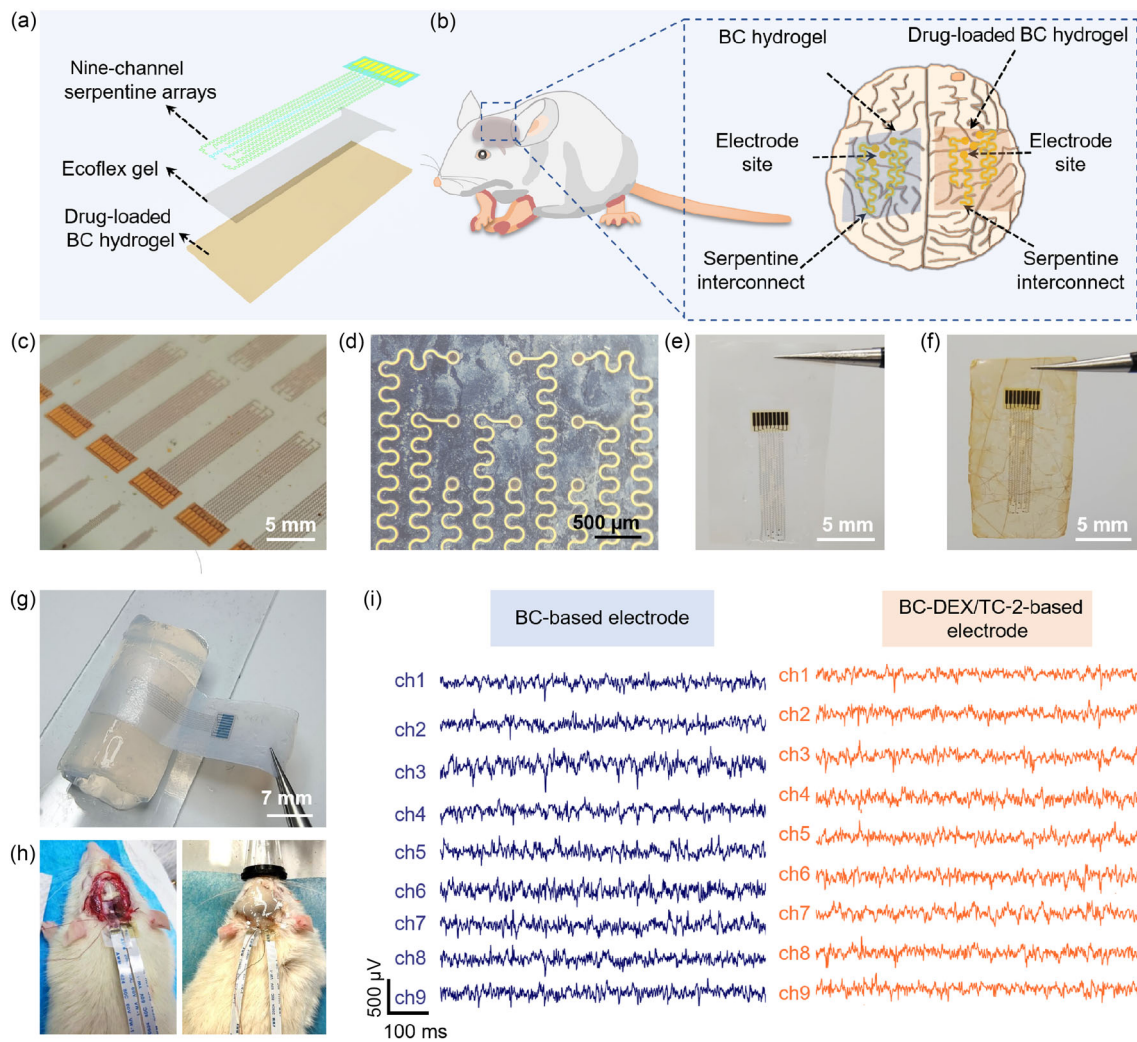 (a)
Nine-channel
serpentine arrays
Ecoflex gel
Drug-loaded
BC hydrogel
(b)
BC hydrogel
Drug-loaded BC hydrogel
Electrode
site
Electrode
site
Serpentine
interconnect
Serpentine
interconnect
(c)
5 mm
(d)
500 μm
(e)
5 mm
(f)
5 mm
(g)
7 mm
(h)
(i)
BC-based electrode
BC-DEX/TC-2-based
electrode
ch1
ch2
ch3
ch4
ch5
ch6
ch7
ch8
ch9
ch1
ch2
ch3
ch4
ch5
ch6
ch7
ch8
ch9
500 μV
100 ms